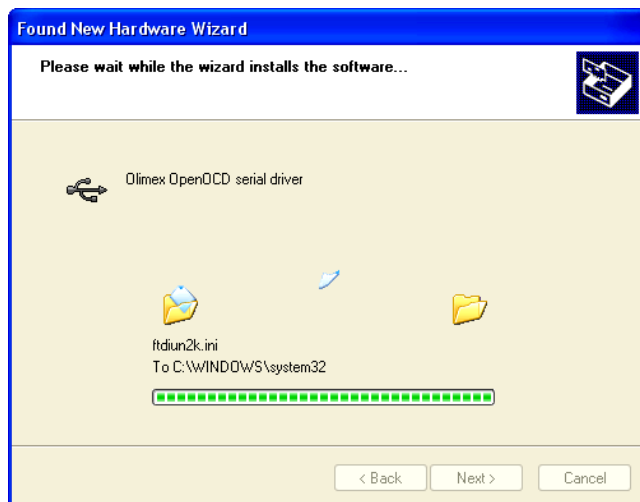 Found New Hardware Wizard
Please wait while the wizard installs the software...
Olimex OpenOCD serial driver
ftdiun2k.ini
To C:\WINDOWS\system32
< Back
Next >
Cancel